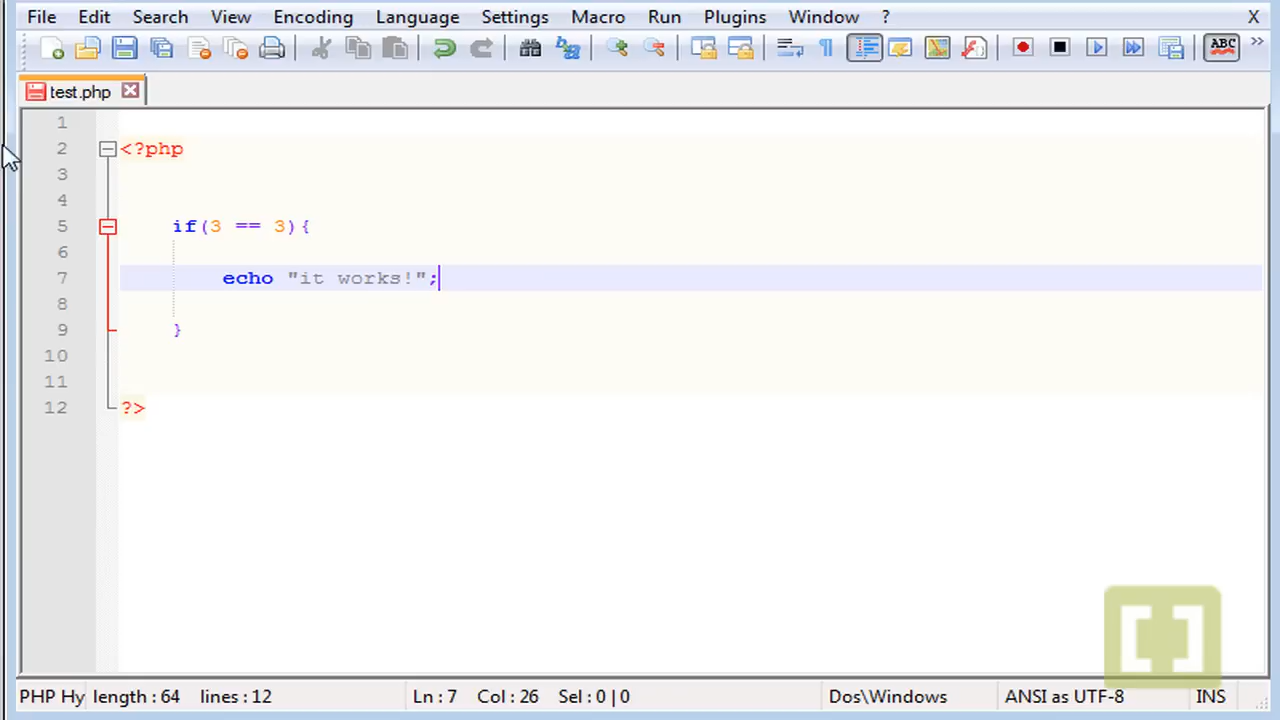 File Edit Search View Encoding Language Settings Macro Run Plugins Window ? X
ABC
test.php
1
2 <?php
3
4
5 if(3 == 3){
6
7 echo "it works!";
8
9 }
10
11
12 ?>
PHP Hy length : 64 lines : 12 Ln : 7 Col : 26 Sel : 0 | 0 Dos\Windows ANSI as UTF-8 INS